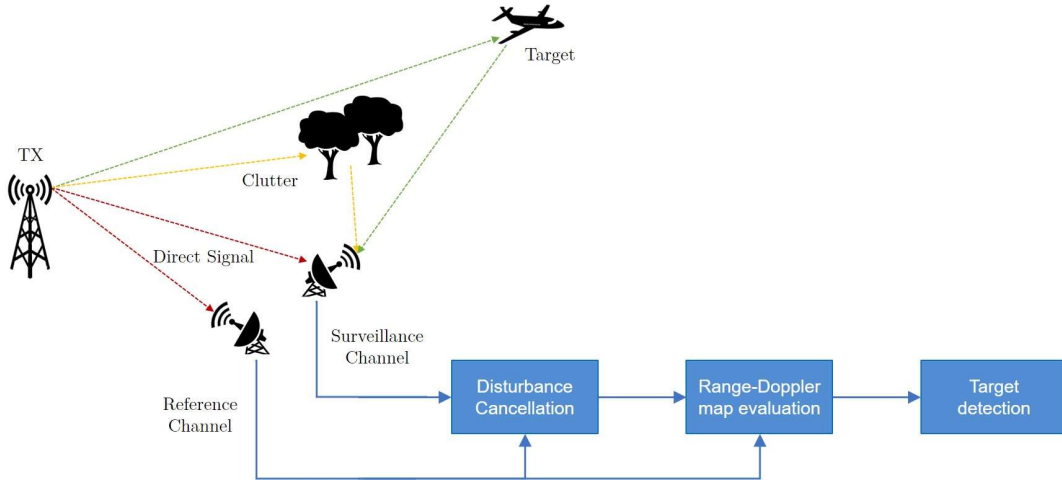 Target
TX
Clutter
Direct Signal
Surveillance
Channel
Reference
Channel
Disturbance
Cancellation
Range-Doppler
map evaluation
Target
detection